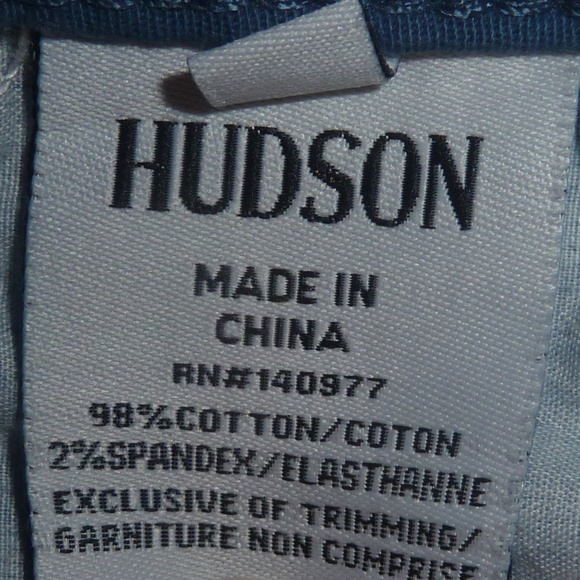 HUDSON
MADE IN
CHINA
RN#140977
98%COTTON/COTON
2%SPANDEX/ELASTHANNE
EXCLUSIVE OF TRIMMING/
GARNITURE NON COMPRISE